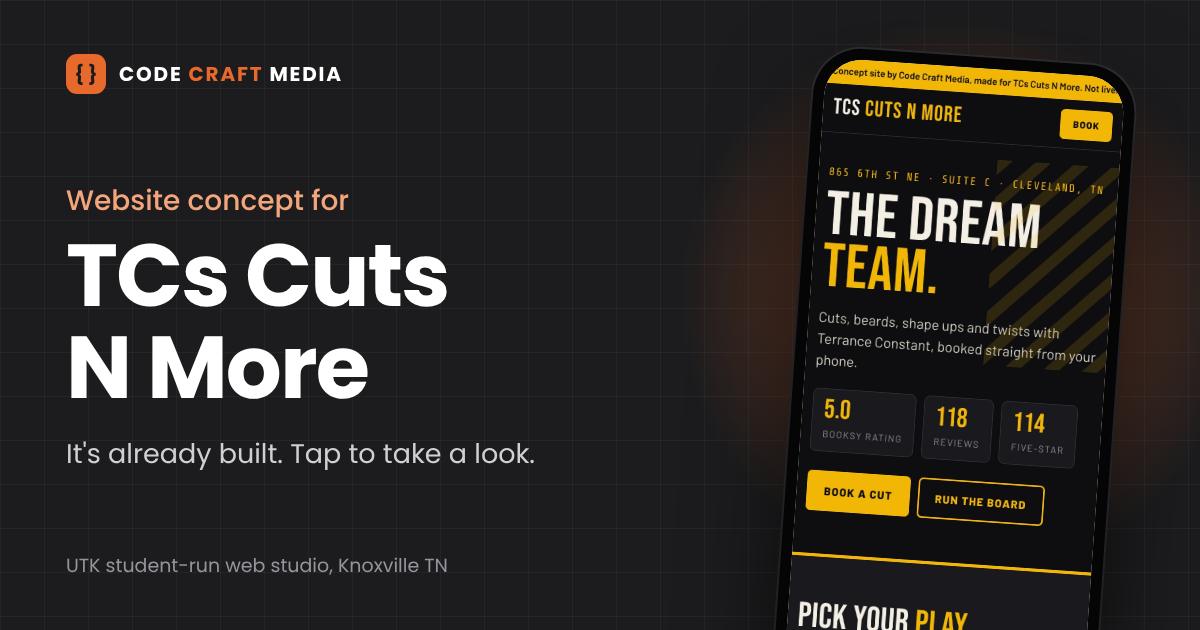 { } CODE CRAFT MEDIA
Website concept for
TCs Cuts
N More
It's already built. Tap to take a look.
UTK student-run web studio, Knoxville TN
Concept site by Code Craft Media, made for TCs Cuts N More. Not live.
TCS CUTS N MORE
BOOK
865 6TH ST NE · SUITE C · CLEVELAND, TN
THE DREAM
TEAM.
Cuts, beards, shape ups and twists with
Terrance Constant, booked straight from your
phone.
5.0
BOOKSY RATING
118
REVIEWS
114
FIVE-STAR
BOOK A CUT
RUN THE BOARD
PICK YOUR PLAY